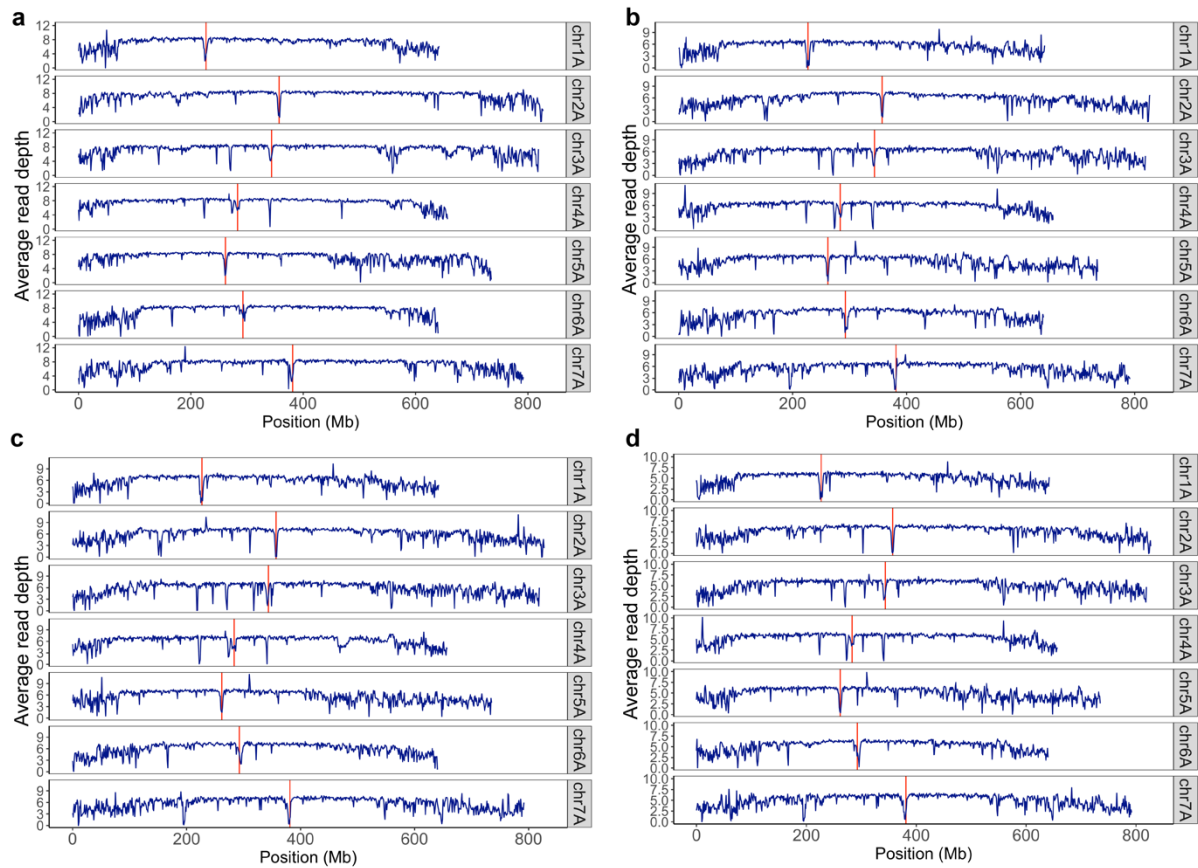 a
12
8
4
0
chr1A
12
8
4
0
chr2A
12
8
4
0
chr3A
12
8
4
0
chr4A
12
8
4
0
chr5A
12
8
4
0
chr6A
12
8
4
0
chr7A
0 200 400 600 800
Position (Mb)
Average read depth
b
9
6
3
0
chr1A
9
6
3
0
chr2A
9
6
3
0
chr3A
9
6
3
0
chr4A
9
6
3
0
chr5A
9
6
3
0
chr6A
9
6
3
0
chr7A
0 200 400 600 800
Position (Mb)
Average read depth
c
9
6
3
0
chr1A
9
6
3
0
chr2A
9
6
3
0
chr3A
9
6
3
0
chr4A
9
6
3
0
chr5A
9
6
3
0
chr6A
9
6
3
0
chr7A
0 200 400 600 800
Position (Mb)
Average read depth
d
10.0
7.5
5.0
2.5
0.0
chr1A
10.0
7.5
5.0
2.5
0.0
chr2A
10.0
7.5
5.0
2.5
0.0
chr3A
10.0
7.5
5.0
2.5
0.0
chr4A
10.0
7.5
5.0
2.5
0.0
chr5A
10.0
7.5
5.0
2.5
0.0
chr6A
10.0
7.5
5.0
2.5
0.0
chr7A
0 200 400 600 800
Position (Mb)
Average read depth